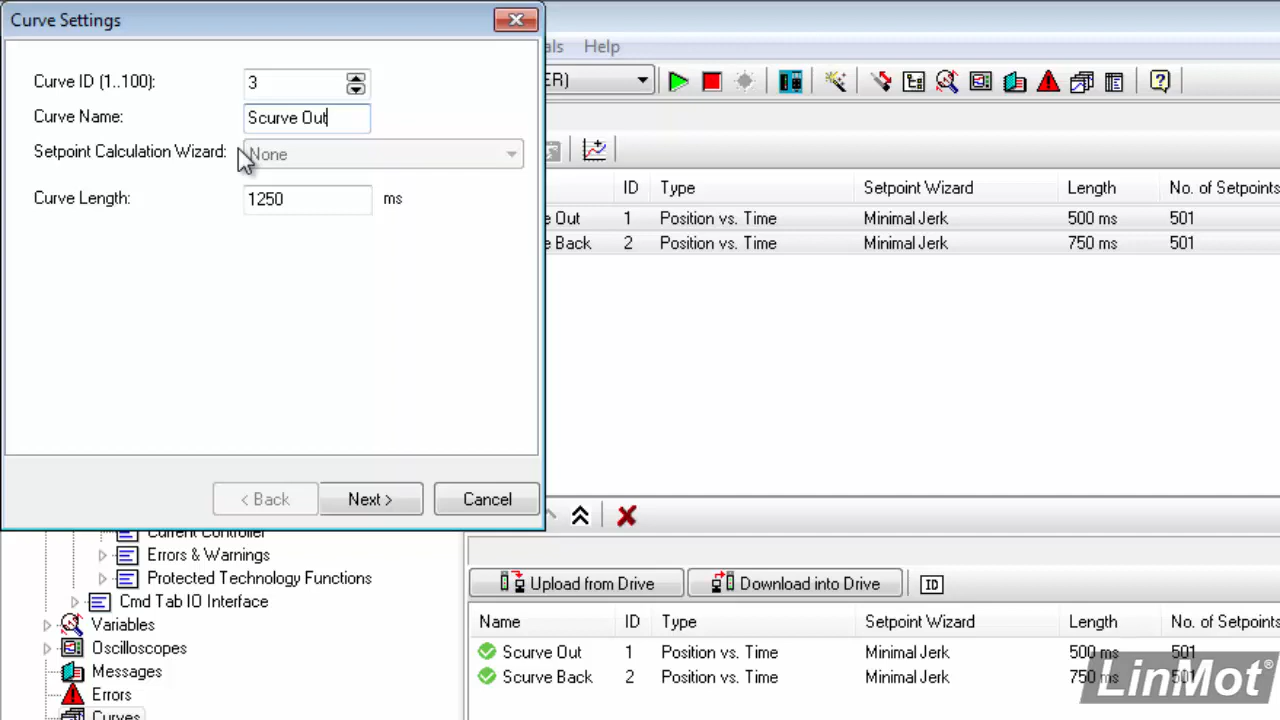 Curve Settings
Curve ID (1..100):
3
Curve Name:
Scurve Out
Setpoint Calculation Wizard:
None
Curve Length:
1250
ms
< Back
Next >
Cancel
als
Help
ER)
ID
Type
Setpoint Wizard
Length
No. of Setpoints
e Out
1
Position vs. Time
Minimal Jerk
500 ms
501
e Back
2
Position vs. Time
Minimal Jerk
750 ms
501
Current Controller
Errors & Warnings
Protected Technology Functions
Cmd Tab IO Interface
Variables
Oscilloscopes
Messages
Errors
Curves
Upload from Drive
Download into Drive
ID
Name
ID
Type
Setpoint Wizard
Length
No. of Setpoints
Scurve Out
1
Position vs. Time
Minimal Jerk
500 ms
501
Scurve Back
2
Position vs. Time
Minimal Jerk
750 ms
501
LinMot®